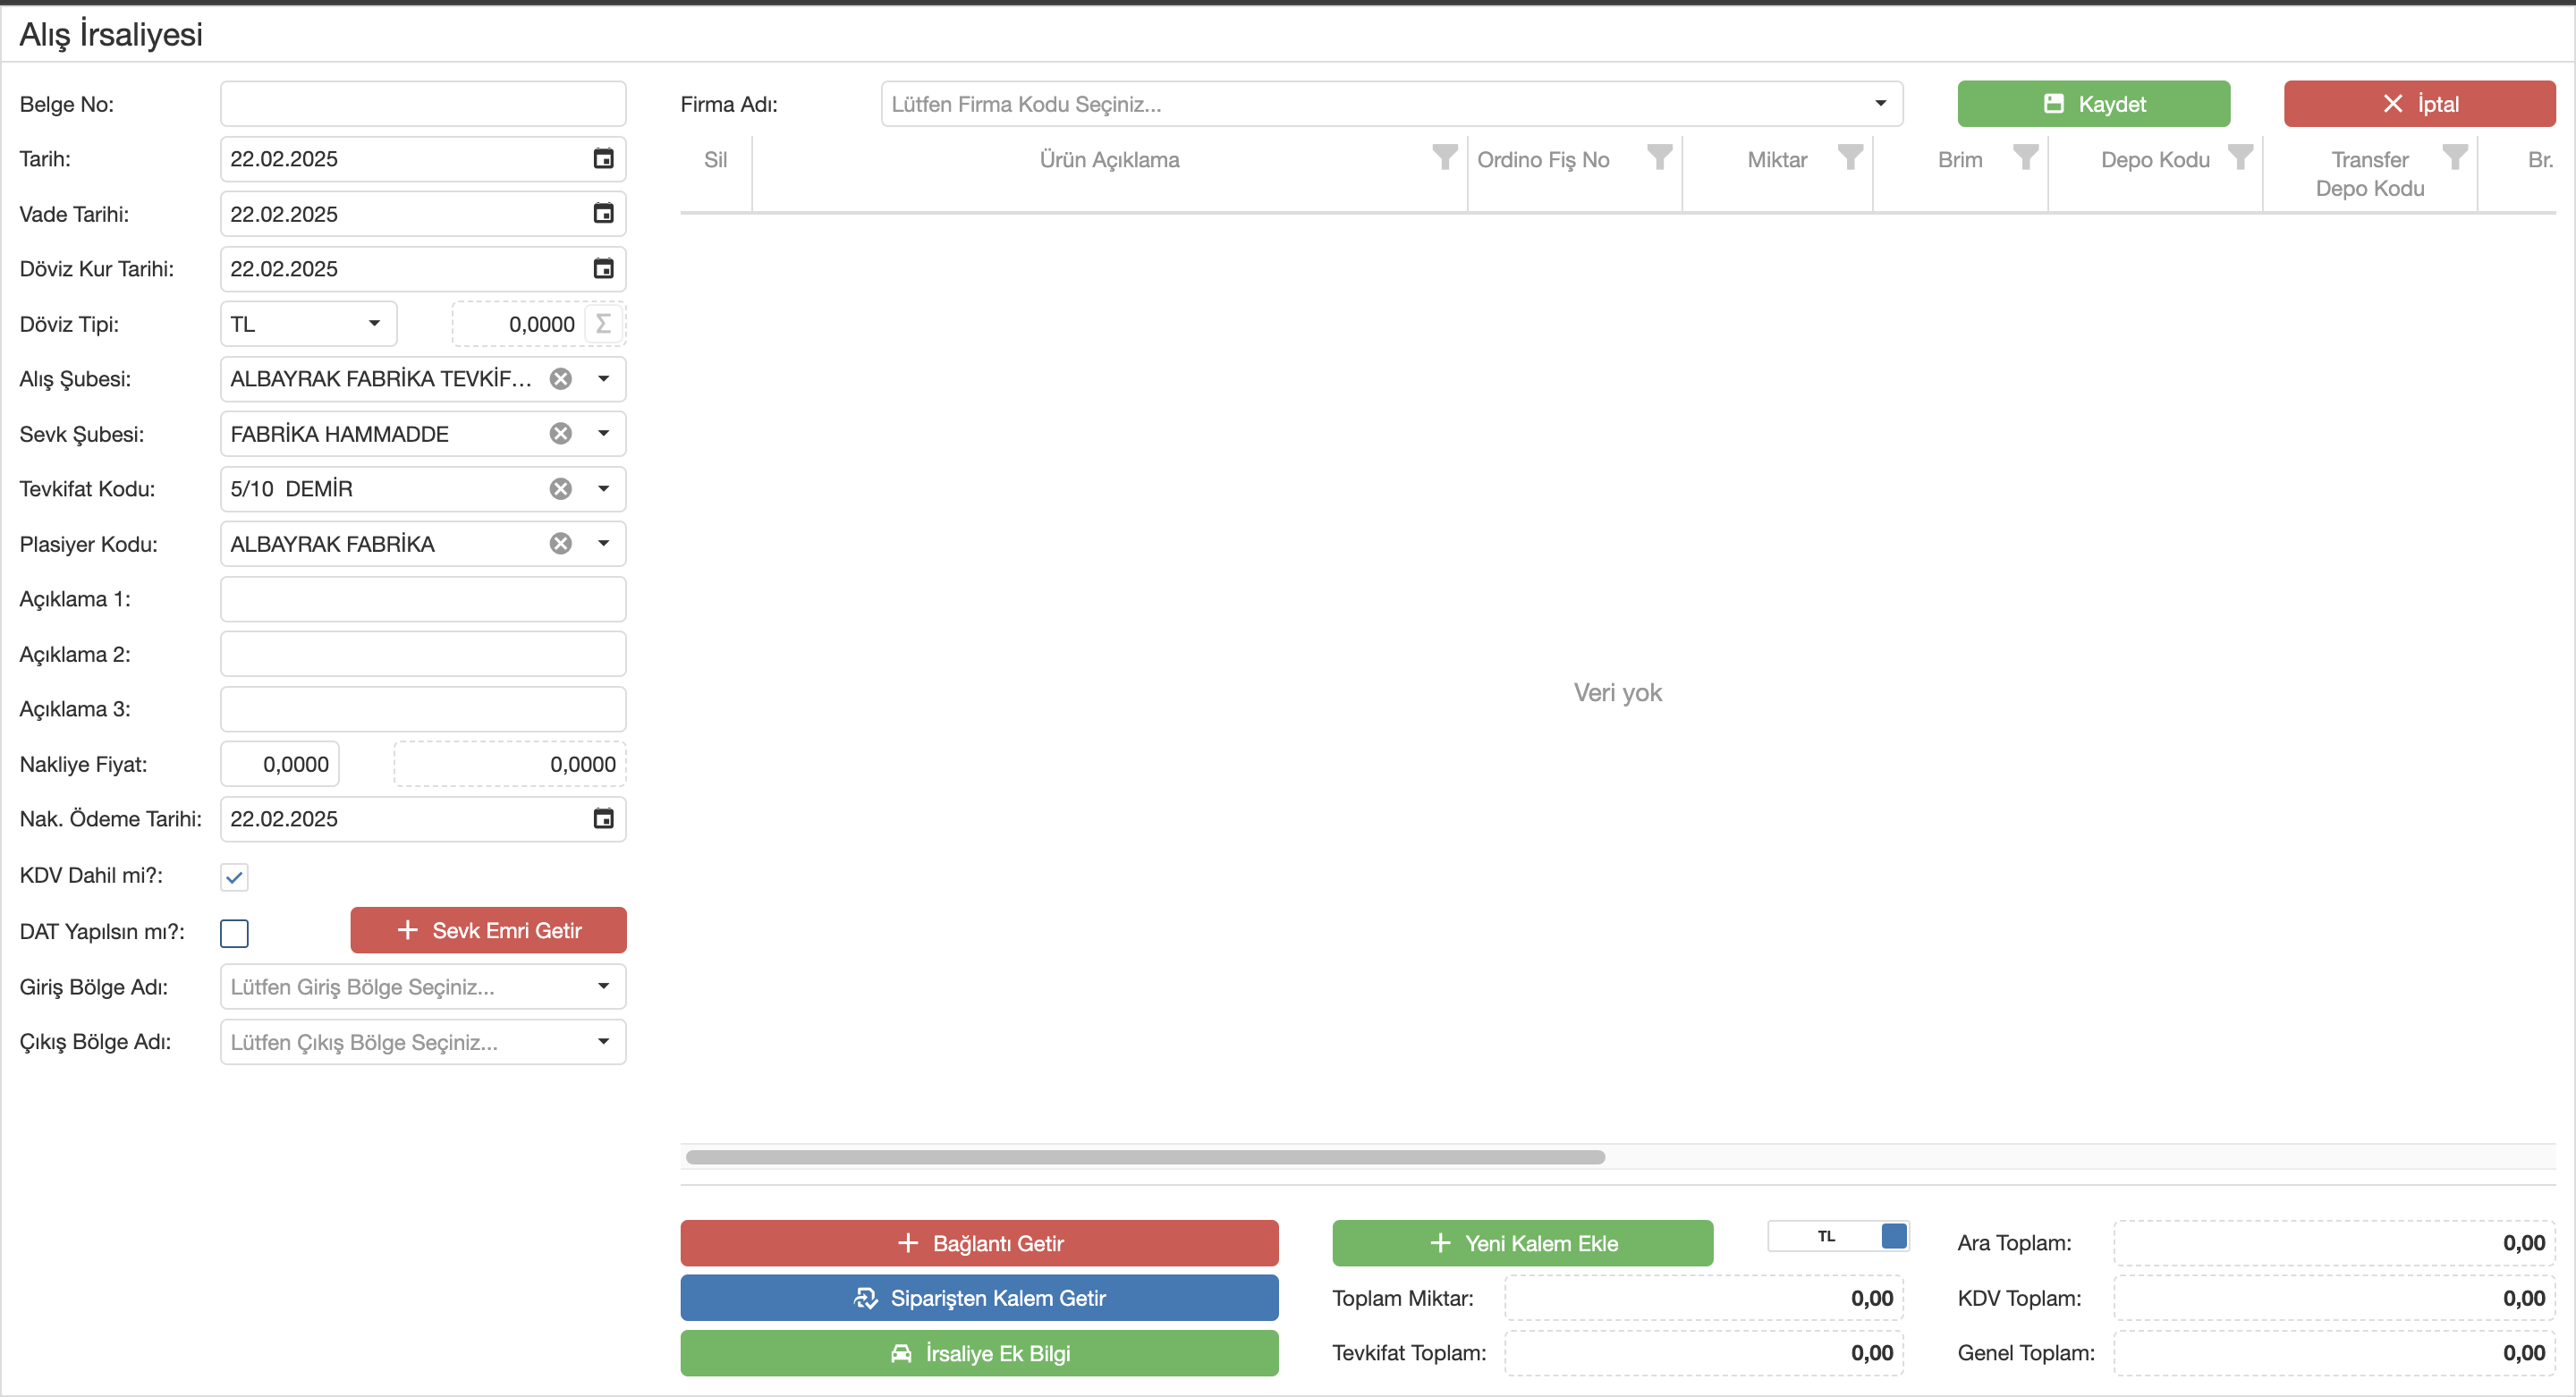 Alış İrsaliyesi
Belge No:
Tarih: 22.02.2025
Vade Tarihi: 22.02.2025
Döviz Kur Tarihi: 22.02.2025
Döviz Tipi: TL 0,0000 Σ
Alış Şubesi: ALBAYRAK FABRİKA TEVKİF...
Sevk Şubesi: FABRİKA HAMMADDE
Tevkifat Kodu: 5/10 DEMİR
Plasiyer Kodu: ALBAYRAK FABRİKA
Açıklama 1:
Açıklama 2:
Açıklama 3:
Nakliye Fiyat: 0,0000 0,0000
Nak. Ödeme Tarihi: 22.02.2025
KDV Dahil mi?:
DAT Yapılsın mı?: Sevk Emri Getir
Giriş Bölge Adı: Lütfen Giriş Bölge Seçiniz...
Çıkış Bölge Adı: Lütfen Çıkış Bölge Seçiniz...
Firma Adı: Lütfen Firma Kodu Seçiniz... Kaydet İptal
Sil Ürün Açıklama Ordino Fiş No Miktar Brim Depo Kodu Transfer Br.
Depo Kodu
Veri yok
Bağlantı Getir Yeni Kalem Ekle TL Ara Toplam: 0,00
Siparişten Kalem Getir Toplam Miktar: 0,00 KDV Toplam: 0,00
İrsaliye Ek Bilgi Tevkifat Toplam: 0,00 Genel Toplam: 0,00